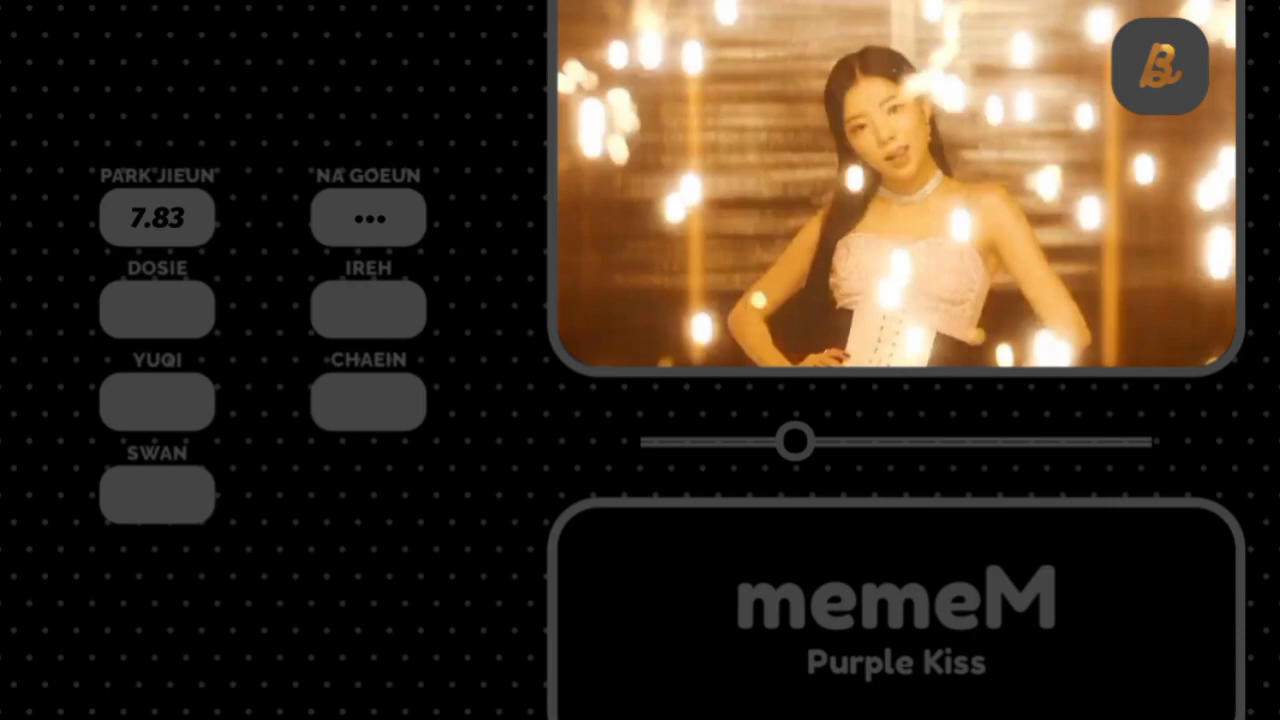 PARK JIEUN NA GOEUN
7.83 •••
DOSIE IREH
YUQI CHAEIN
SWAN
B
memeM
Purple Kiss